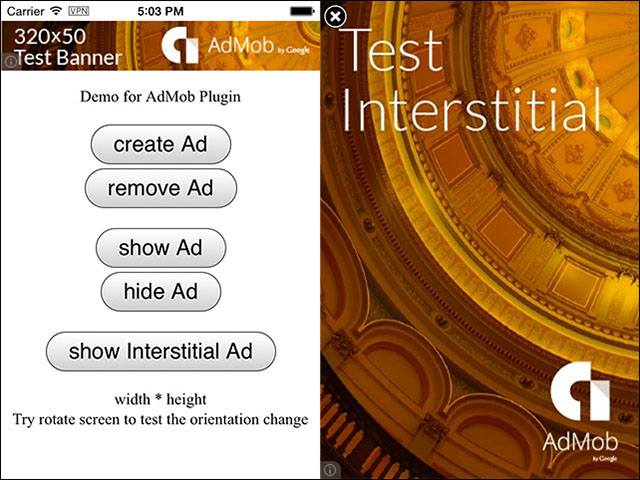 Carrier VPN 5:03 PM
320×50
Test Banner
AdMob by Google
Demo for AdMob Plugin
create Ad
remove Ad
show Ad
hide Ad
show Interstitial Ad
width * height
Try rotate screen to test the orientation change
Test
Interstitial
AdMob
by Google